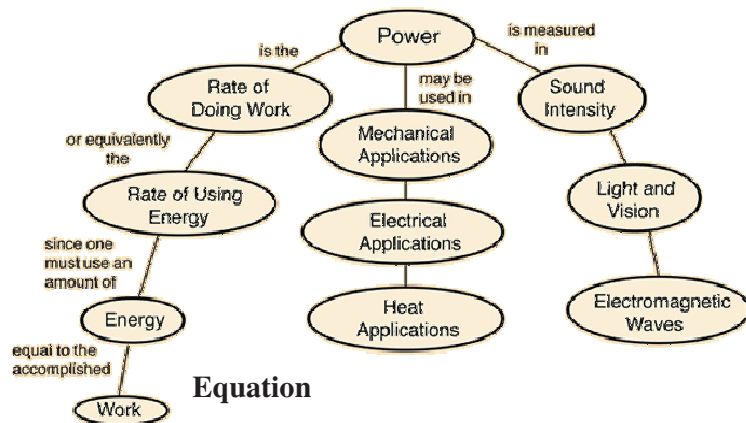 Power
is the
is measured
in
Rate of
Doing Work
may be
used in
Sound
Intensity
or equivalently
the
Mechanical
Applications
Rate of Using
Energy
Light and
Vision
Electrical
Applications
since one
must use an
amount of
Energy
Heat
Applications
Electromagnetic
Waves
equal to the
accomplished
Work
Equation